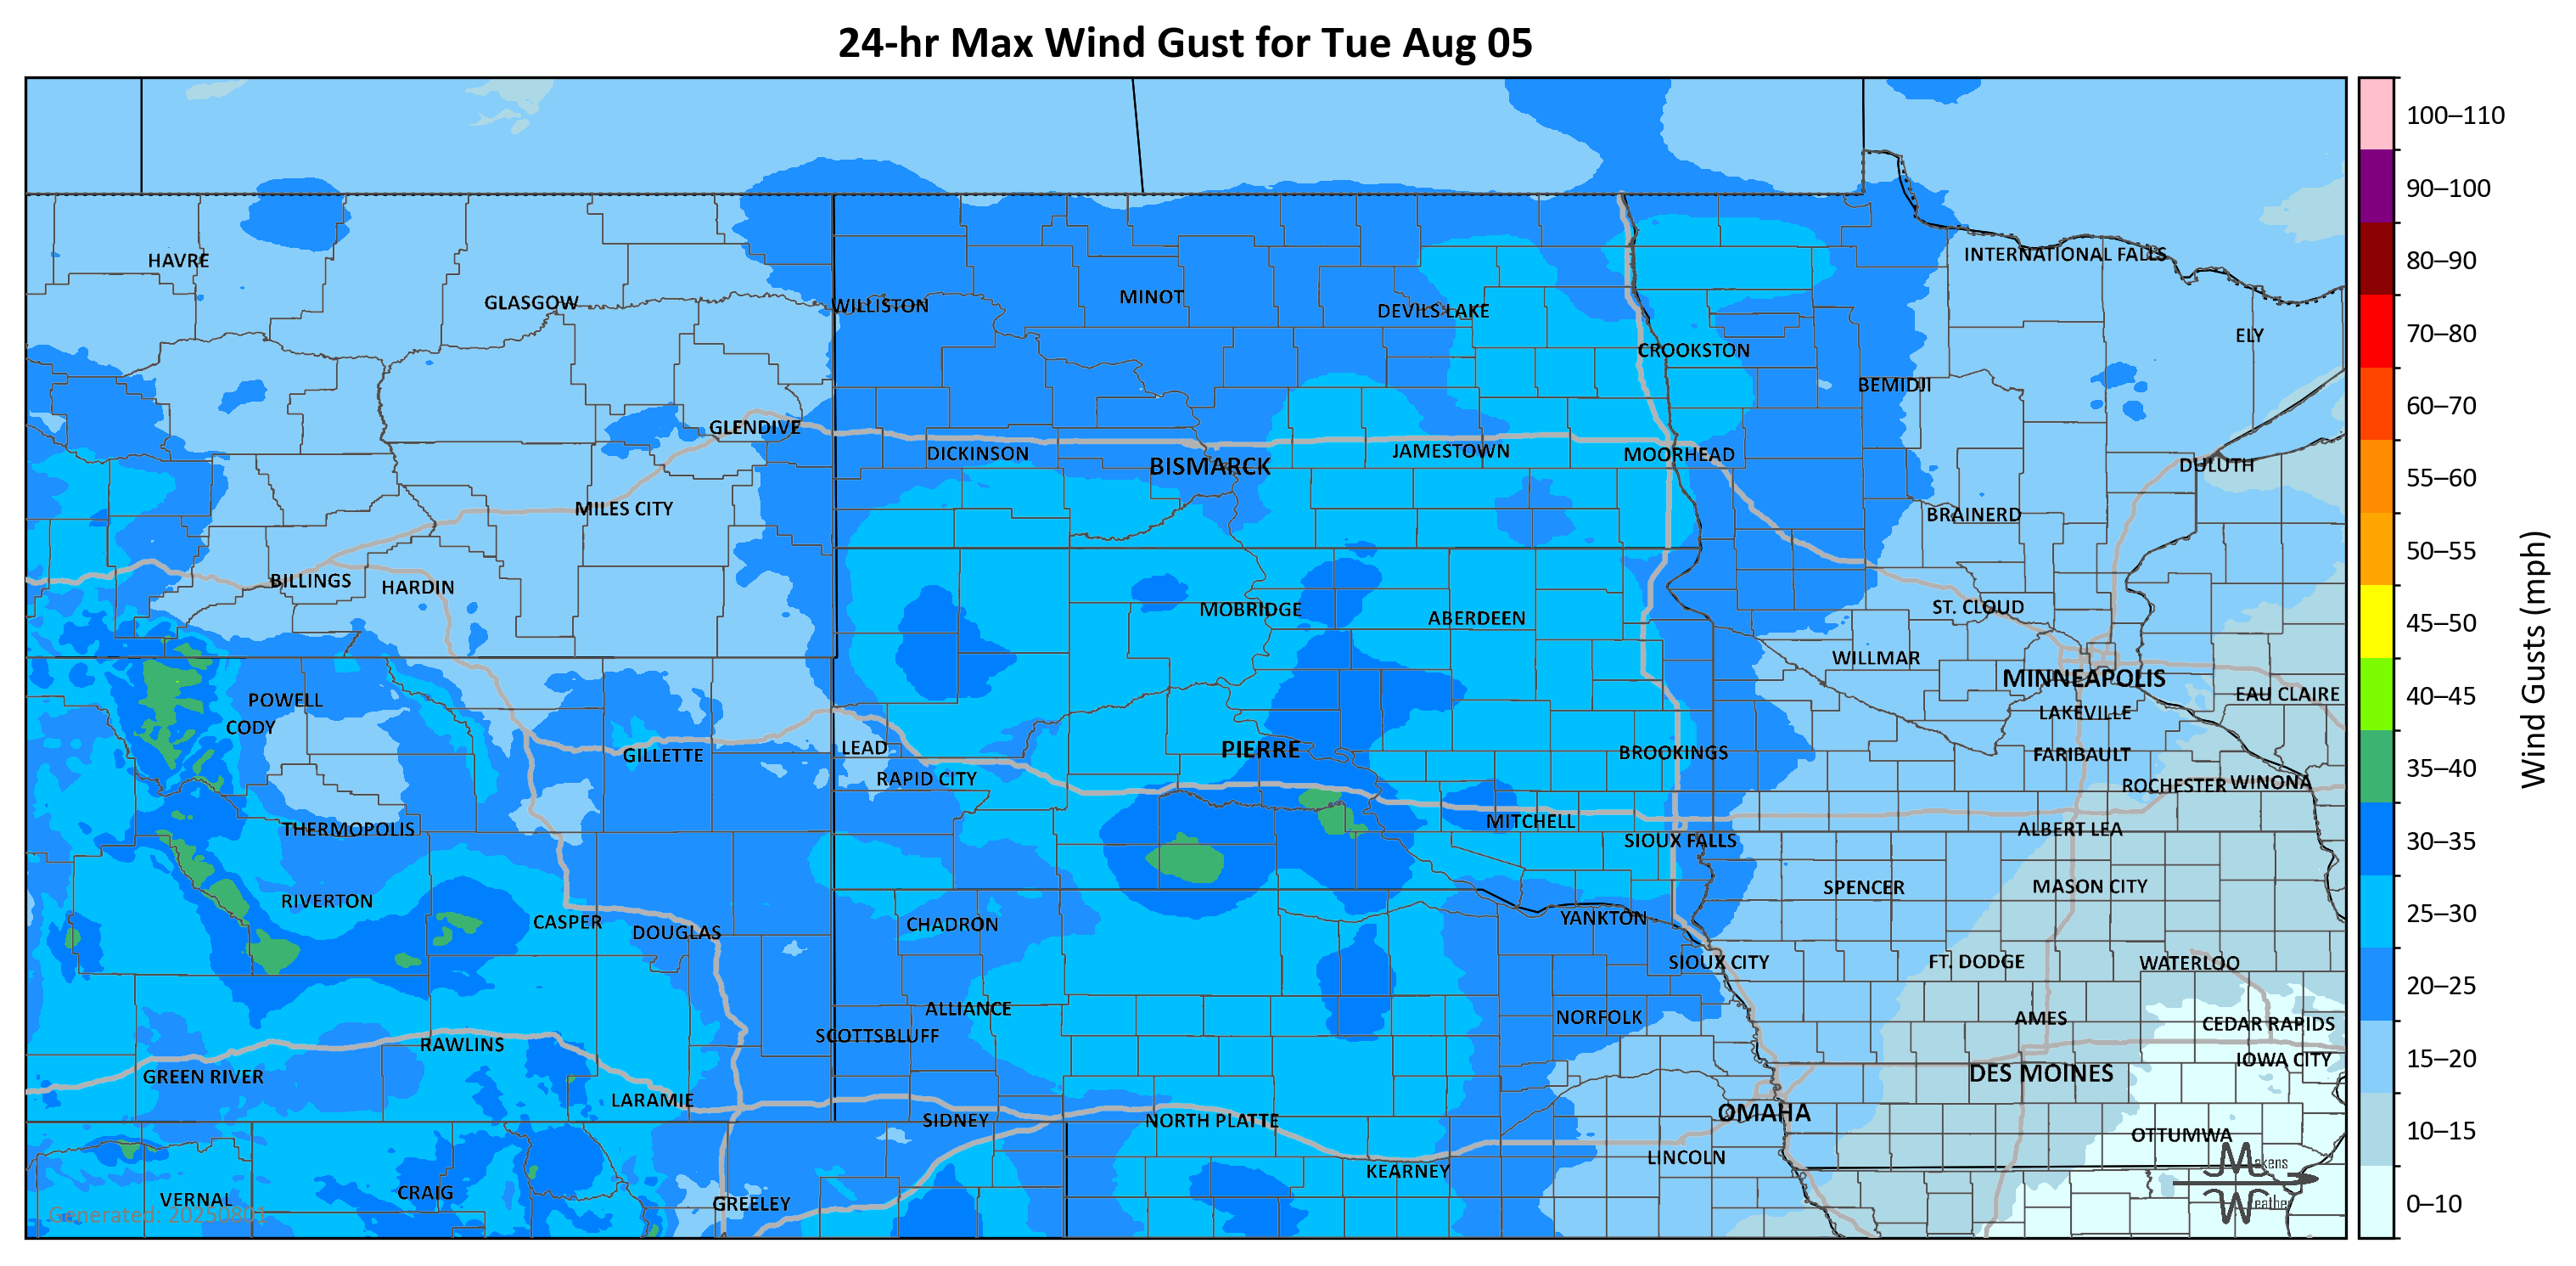 24-hr Max Wind Gust for Tue Aug 05
100–110
90–100
INTERNATIONAL FALLS
HAVRE
80–90
MINOT
GLASGOW
WILLISTON
DEVILS LAKE
70–80
ELY
CROOKSTON
BEMIDJI
60–70
GLENDIVE
DICKINSON
JAMESTOWN
MOORHEAD
BISMARCK
DULUTH
55–60
MILES CITY
BRAINERD
50–55
BILLINGS
HARDIN
MOBRIDGE
ST. CLOUD
ABERDEEN
45–50
Wind Gusts (mph)
WILLMAR
MINNEAPOLIS
EAU CLAIRE
40–45
POWELL
LAKEVILLE
CODY
LEAD
PIERRE
BROOKINGS
GILLETTE
FARIBAULT
35–40
RAPID CITY
ROCHESTER
WINONA
MITCHELL
THERMOPOLIS
ALBERT LEA
SIOUX FALLS
30–35
SPENCER
MASON CITY
RIVERTON
25–30
CASPER
CHADRON
YANKTON
DOUGLAS
SIOUX CITY
FT. DODGE
WATERLOO
20–25
ALLIANCE
NORFOLK
AMES
CEDAR RAPIDS
SCOTTSBLUFF
RAWLINS
IOWA CITY
15–20
GREEN RIVER
DES MOINES
LARAMIE
OMAHA
SIDNEY
NORTH PLATTE
OTTUMWA
10–15
LINCOLN
Makens
KEARNEY
CRAIG
VERNAL
GREELEY
Weather
0–10
Generated: 20250801